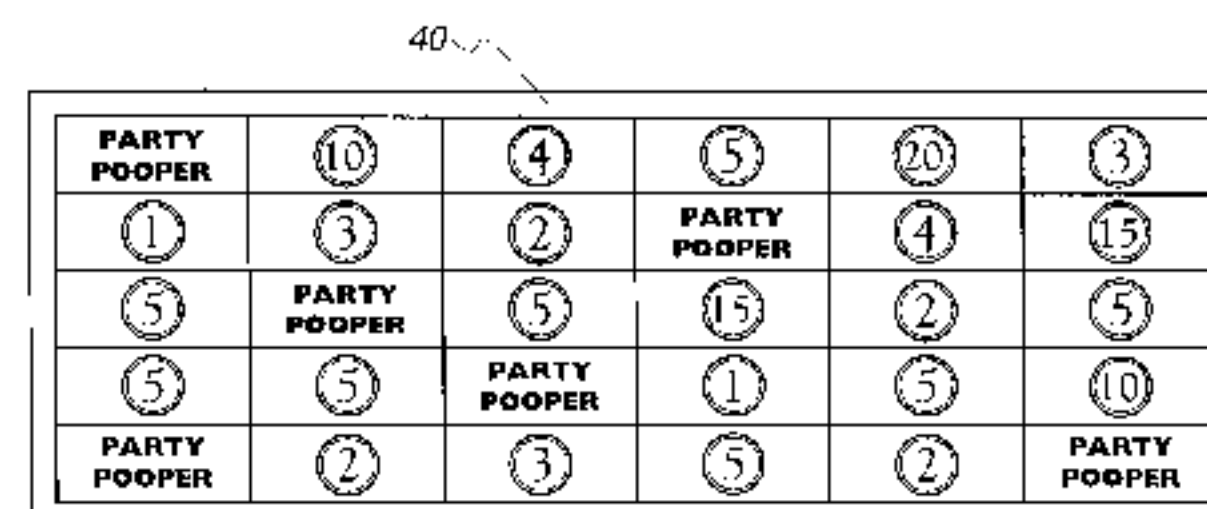 40
PARTY POOPER 10 4 5 20 3
1 3 2 PARTY POOPER 4 15
5 PARTY POOPER 5 15 2 5
5 5 PARTY POOPER 1 5 10
PARTY POOPER 2 3 5 2 PARTY POOPER